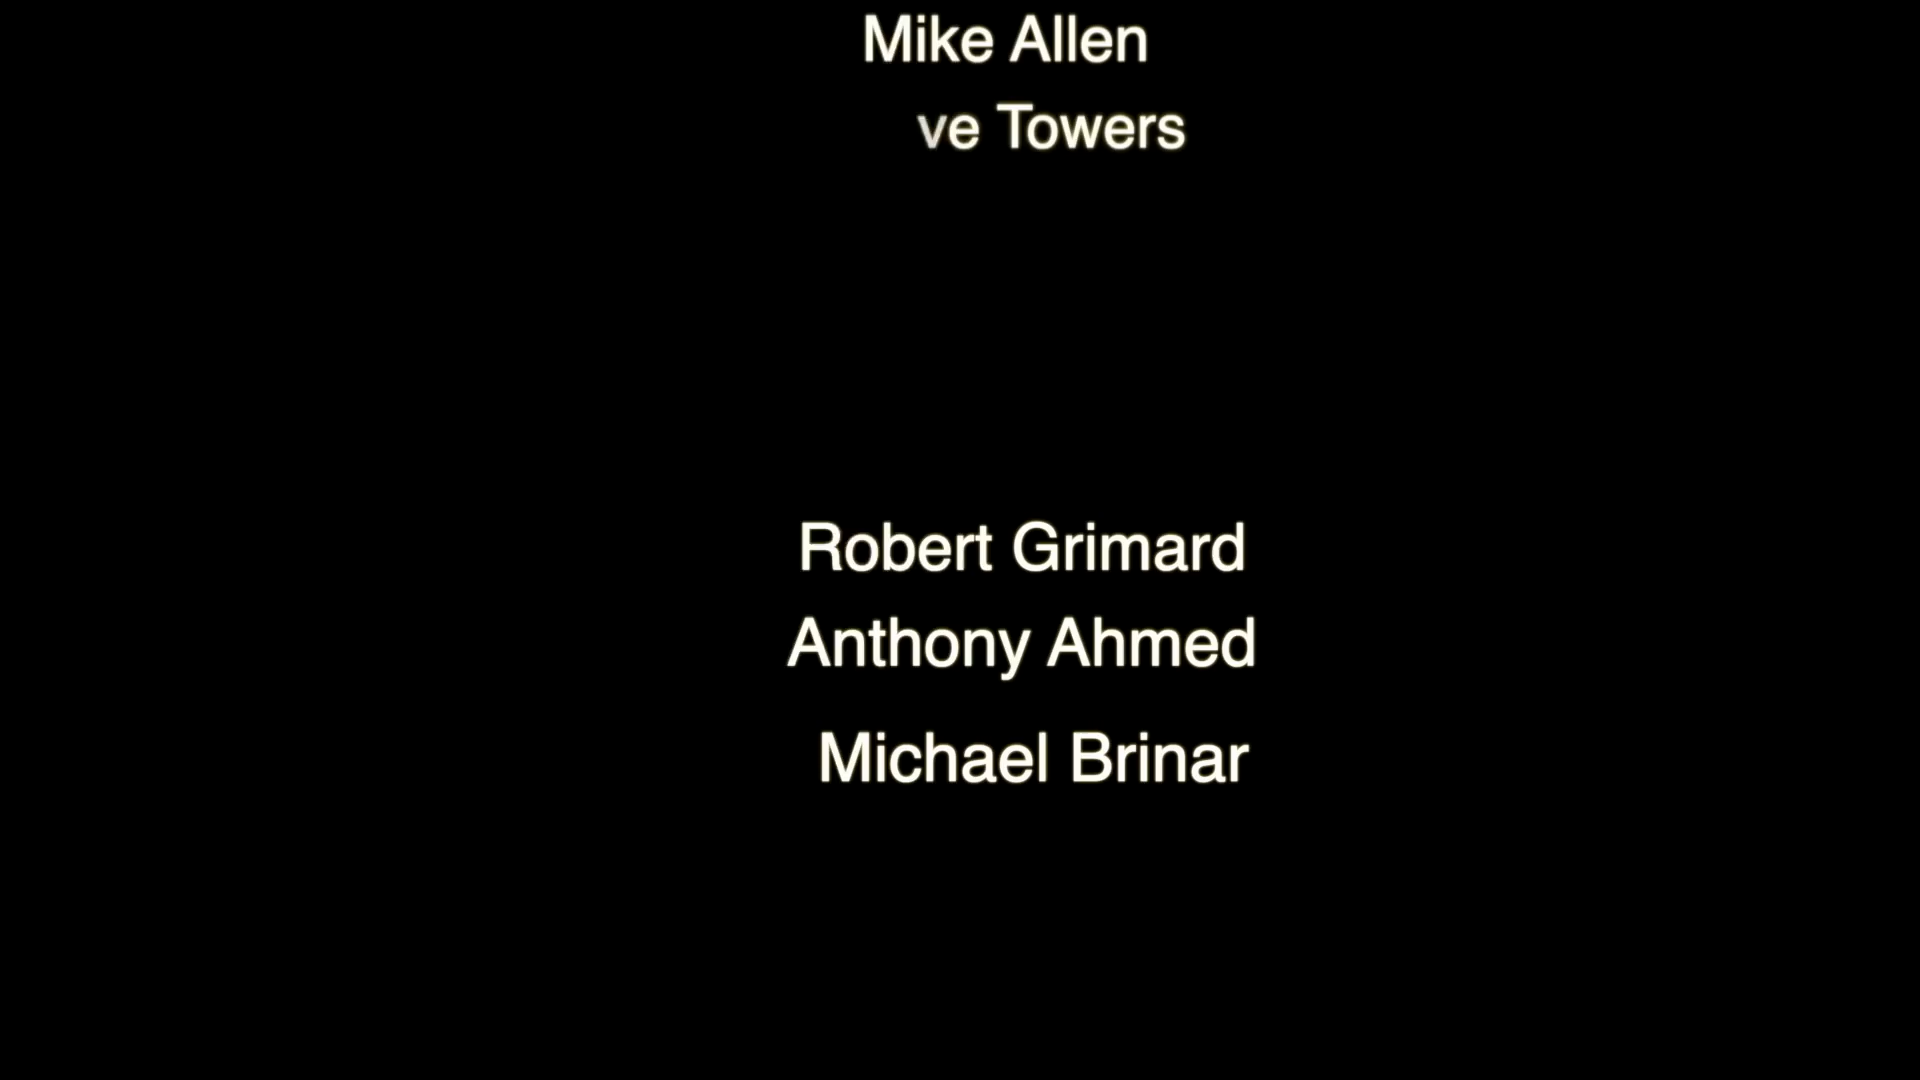 Mike Allen
ve Towers
Robert Grimard
Anthony Ahmed
Michael Brinar